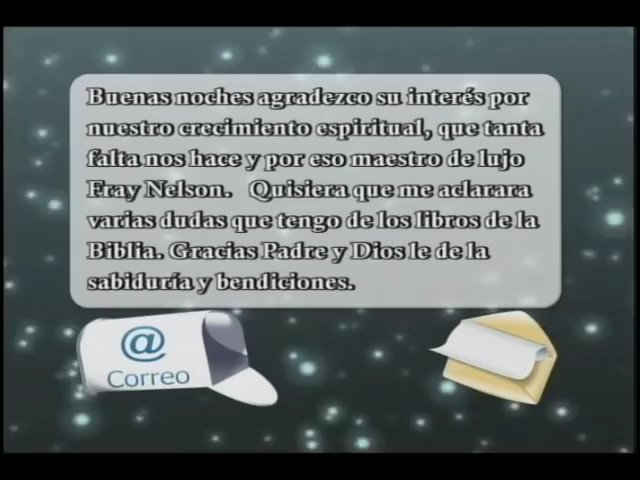 Buenas noches agradezco su interés por
nuestro crecimiento espiritual, que tanta
falta nos hace y por eso maestro de lujo
Fray Nelson. Quisiera que me aclarara
varias dudas que tengo de los libros de la
Biblia. Gracias Padre y Dios le de la
sabiduría y bendiciones.
@
Correo